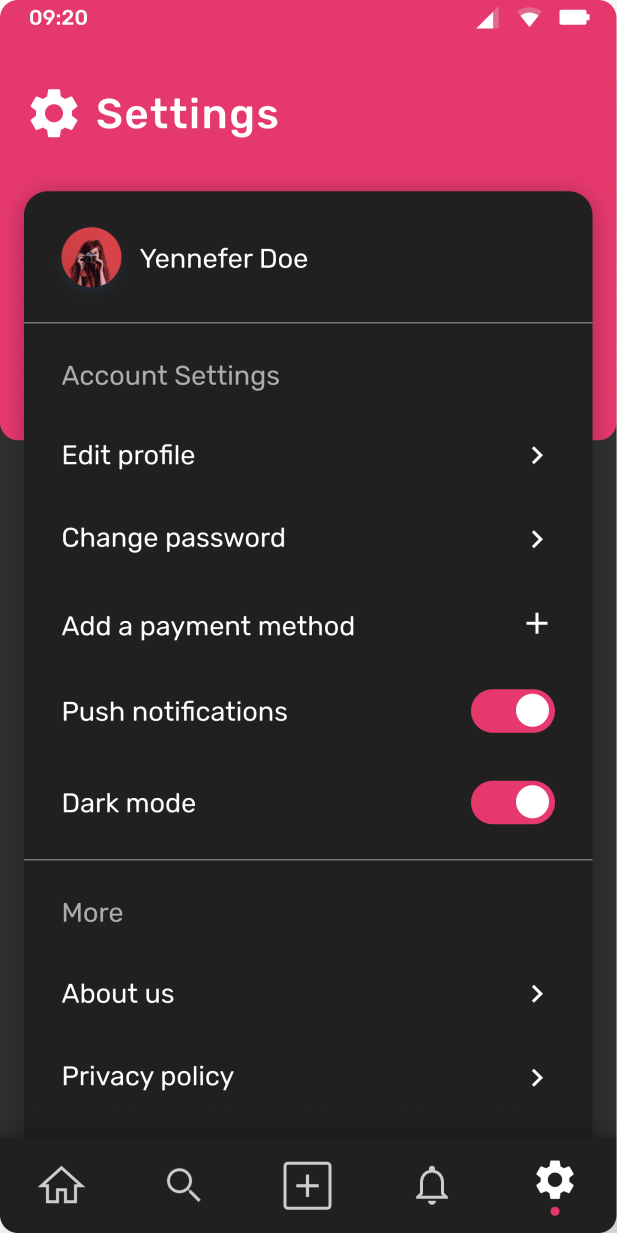 09:20
Settings
Yennefer Doe
Account Settings
Edit profile
Change password
Add a payment method
Push notifications
Dark mode
More
About us
Privacy policy